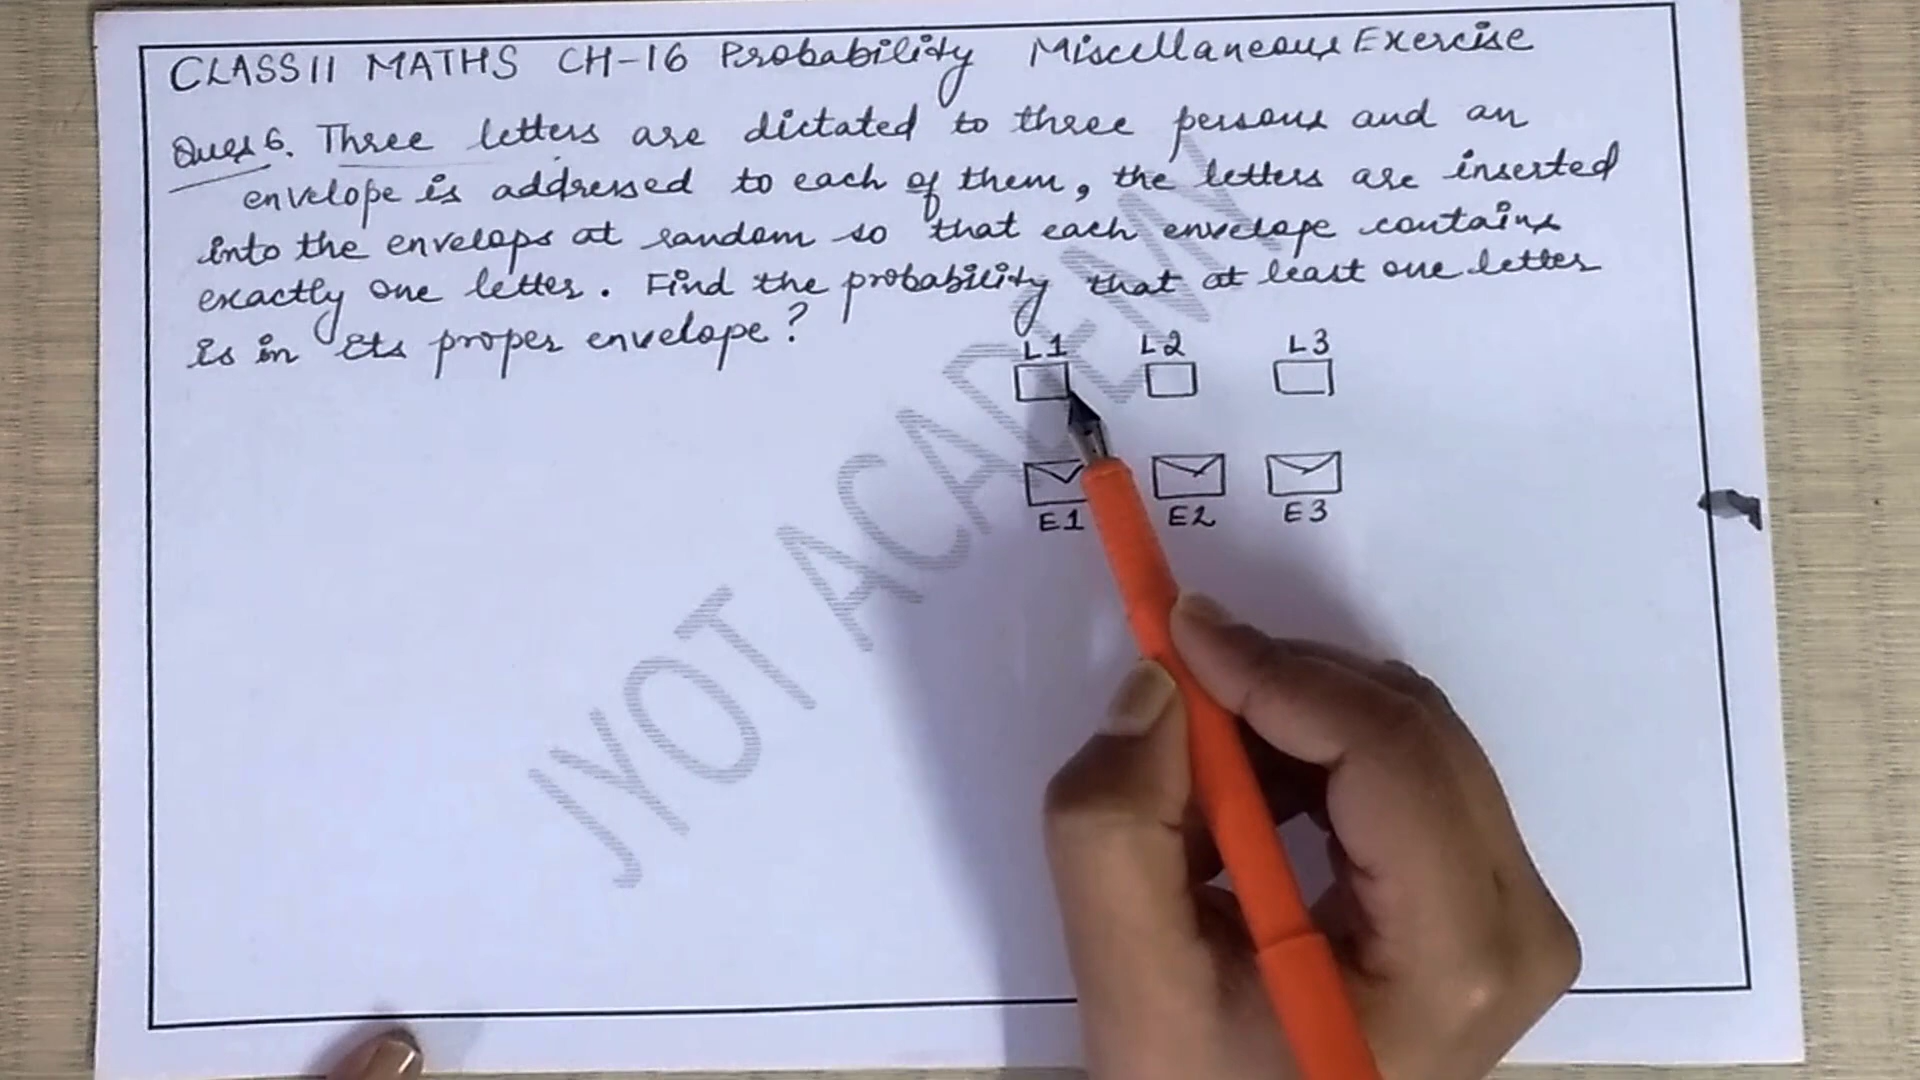 CLASS11 MATHS CH-16 Probability Miscellaneous Exercise
Ques 6. Three letters are dictated to three persons and an
envelope is addressed to each of them, the letters are inserted
into the envelops at random so that each envelope contains
exactly one letter. Find the probability that at least one letter
is in its proper envelope?
L1 L2 L3
E1 E2 E3
JYOT ACADEMY